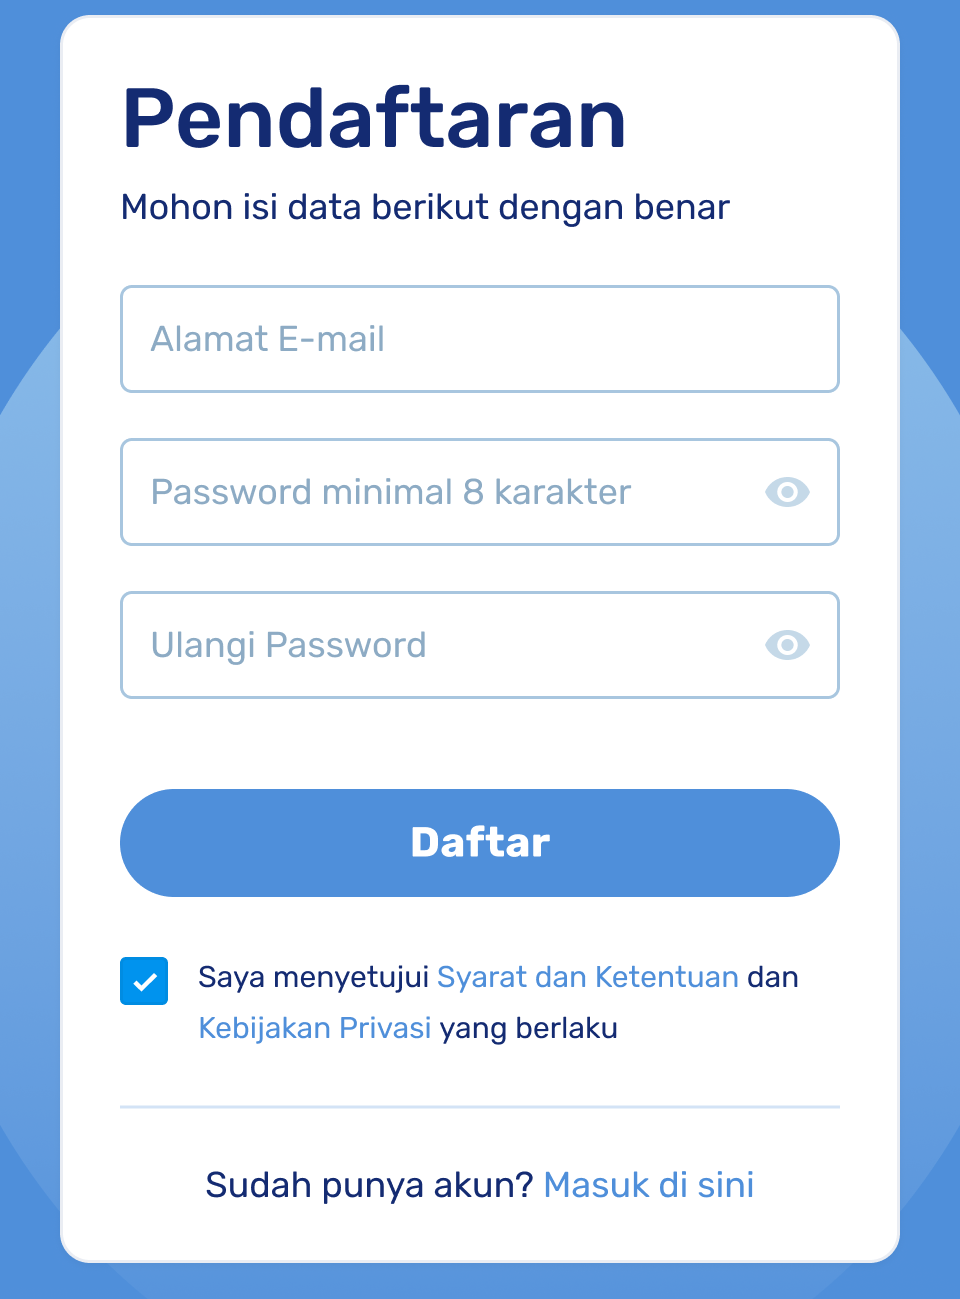 Pendaftaran
Mohon isi data berikut dengan benar
Alamat E-mail
Password minimal 8 karakter
Ulangi Password
Daftar
Saya menyetujui Syarat dan Ketentuan dan
Kebijakan Privasi yang berlaku
Sudah punya akun? Masuk di sini